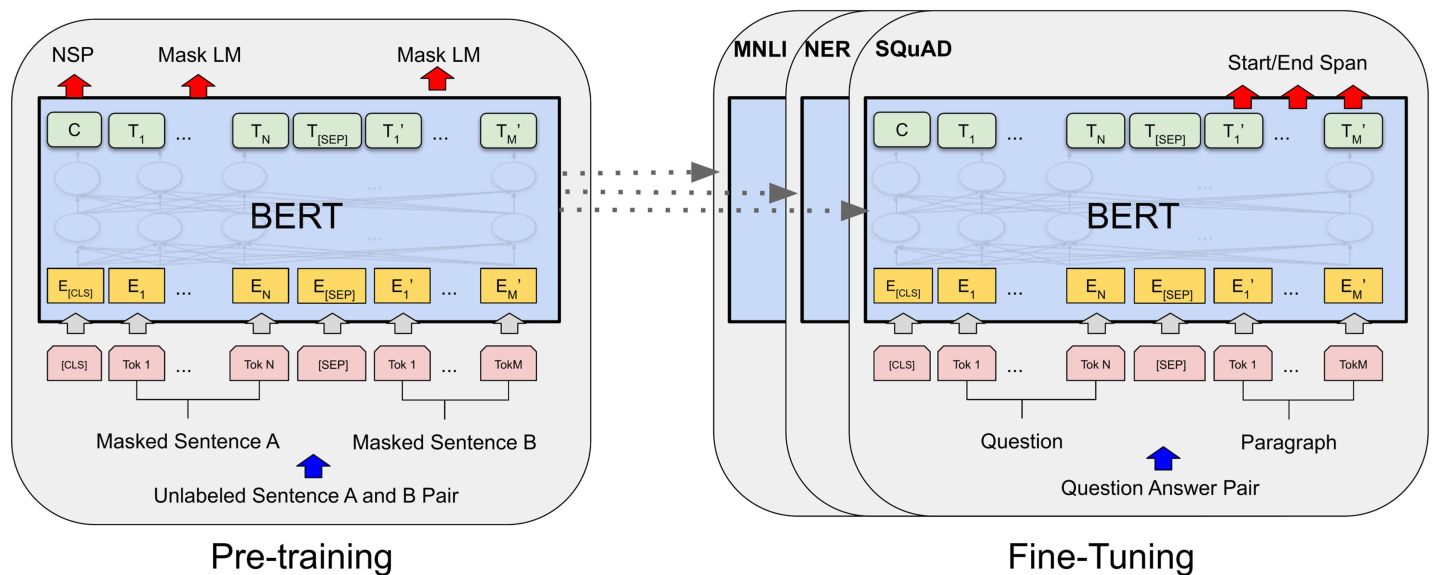 NSP Mask LM Mask LM
C T1 ... TN T[SEP] T1’ ... TM’
...
BERT
...
E[CLS] E1 ... EN E[SEP] E1’ ... EM’
[CLS] Tok 1 ... Tok N [SEP] Tok 1 ... TokM
Masked Sentence A Masked Sentence B
Unlabeled Sentence A and B Pair
Pre-training
MNLI NER SQuAD
Start/End Span
C T1 ... TN T[SEP] T1’ ... TM’
...
BERT
...
E[CLS] E1 ... EN E[SEP] E1’ ... EM’
[CLS] Tok 1 ... Tok N [SEP] Tok 1 ... TokM
Question Paragraph
Question Answer Pair
Fine-Tuning